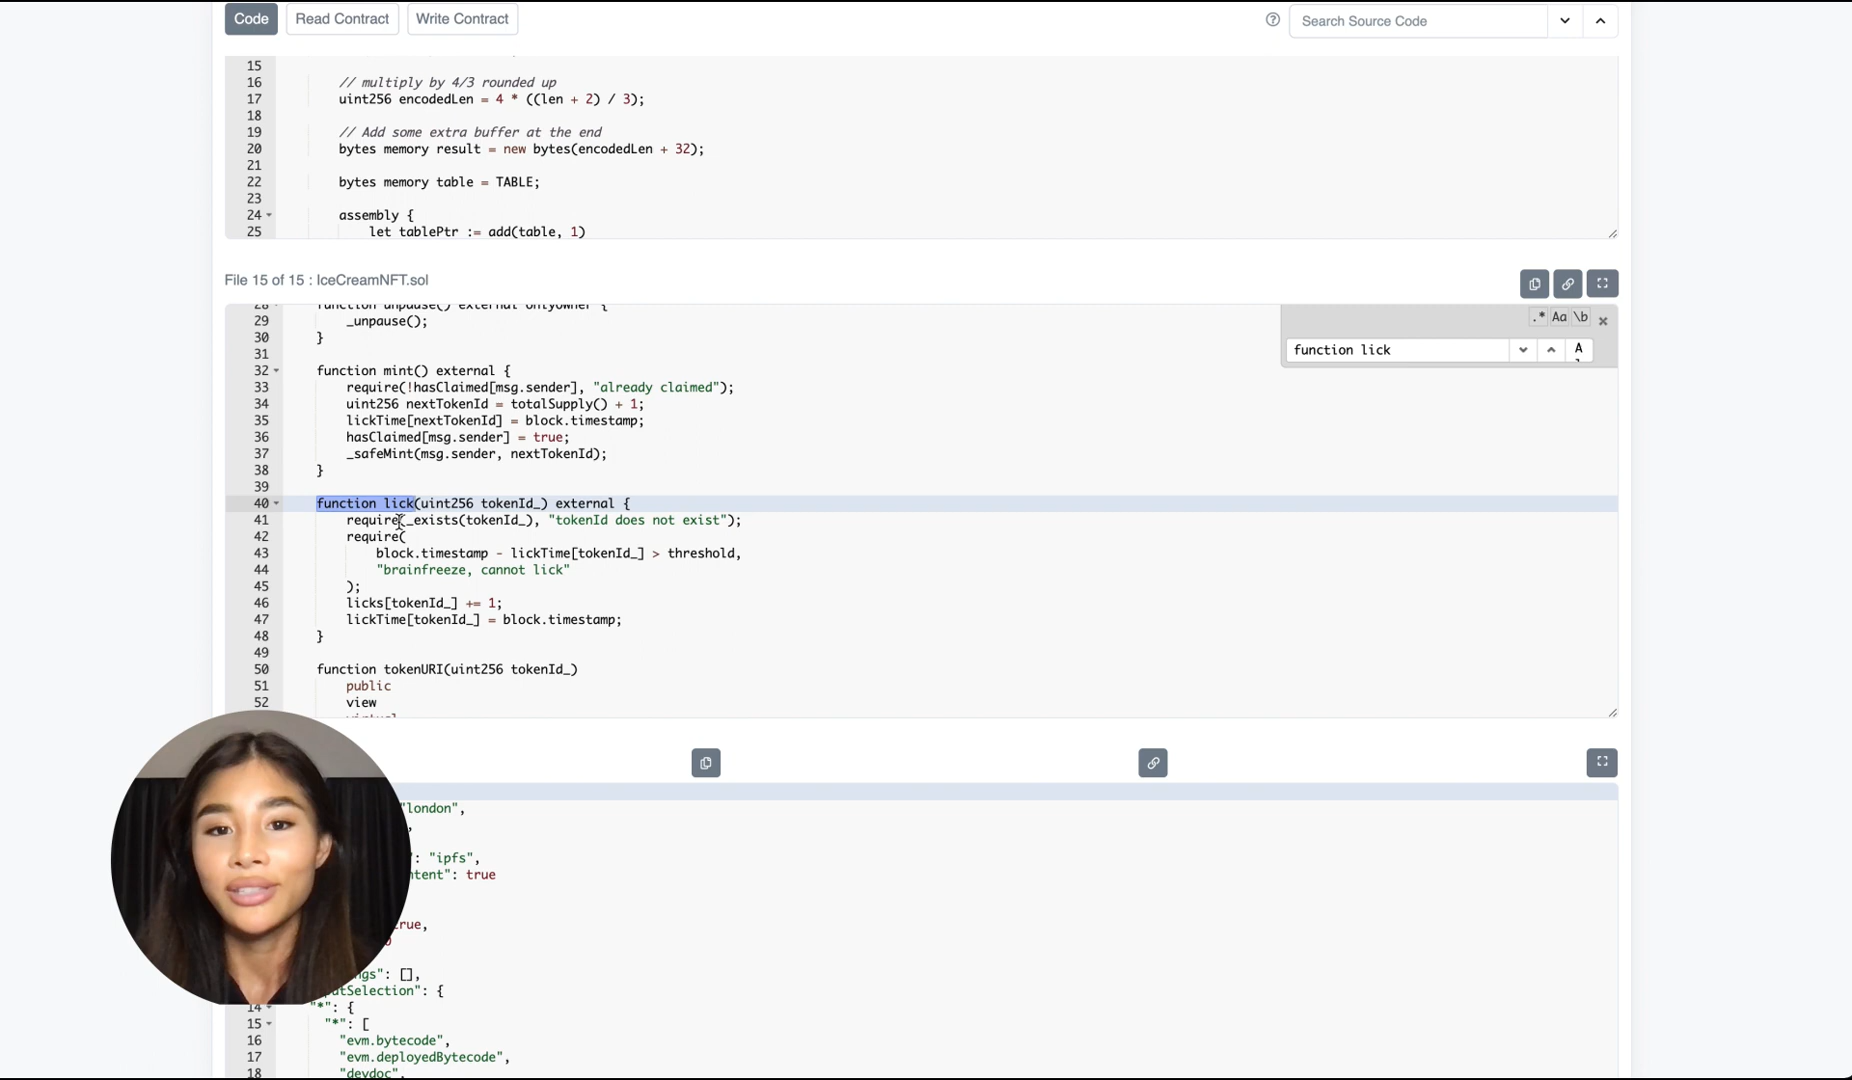 Code
Read Contract
Write Contract
Search Source Code
15
16 // multiply by 4/3 rounded up
17 uint256 encodedLen = 4 * ((len + 2) / 3);
18
19 // Add some extra buffer at the end
20 bytes memory result = new bytes(encodedLen + 32);
21
22 bytes memory table = TABLE;
23
24 assembly {
25 let tablePtr := add(table, 1)
File 15 of 15 : IceCreamNFT.sol
28 function unpause() external onlyOwner {
29 _unpause();
30 }
31
32 function mint() external {
33 require(!hasClaimed[msg.sender], "already claimed");
34 uint256 nextTokenId = totalSupply() + 1;
35 lickTime[nextTokenId] = block.timestamp;
36 hasClaimed[msg.sender] = true;
37 _safeMint(msg.sender, nextTokenId);
38 }
39
40 function lick(uint256 tokenId_) external {
41 require(_exists(tokenId_), "tokenId does not exist");
42 require(
43 block.timestamp - lickTime[tokenId_] > threshold,
44 "brainfreeze, cannot lick"
45 );
46 licks[tokenId_] += 1;
47 lickTime[tokenId_] = block.timestamp;
48 }
49
50 function tokenURI(uint256 tokenId_)
51 public
52 view
virtual
.* Aa \b
function lick
A
"london",
,
: "ipfs",
ntent": true
rue,
0
ngs": [],
putSelection": {
14 "*": {
15 "*": [
16 "evm.bytecode",
17 "evm.deployedBytecode",
18 "devdoc",